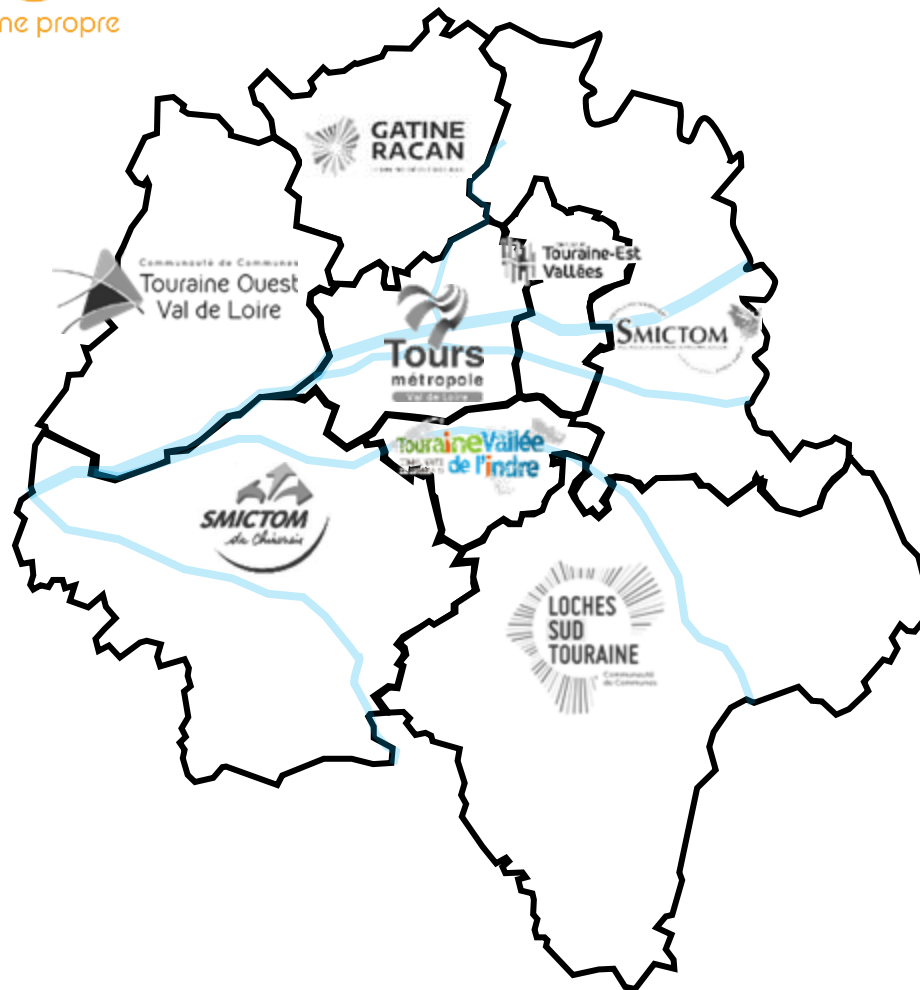 ne propre
GATINE
RACAN
Communauté de Communes
Touraine Ouest
Val de Loire
Touraine-Est
Vallées
SMICTOM
Tours
métropole
Val de Loire
TouraineVallée
de l'indre
SMICTOM
du Chinonais
LOCHES
SUD
TOURAINE
Communauté
de Communes